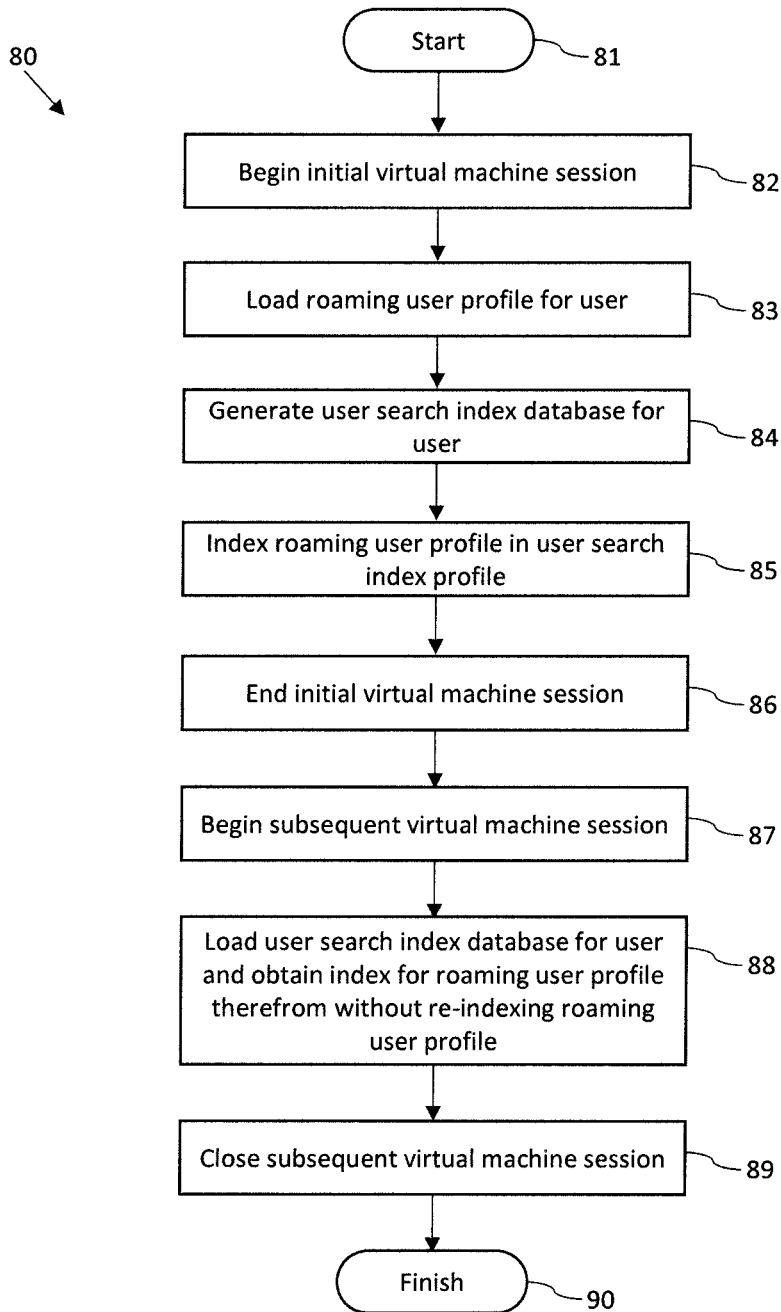 80
Start
81
Begin initial virtual machine session
82
Load roaming user profile for user
83
Generate user search index database for
user
84
Index roaming user profile in user search
index profile
85
End initial virtual machine session
86
Begin subsequent virtual machine session
87
Load user search index database for user
and obtain index for roaming user profile
therefrom without re-indexing roaming
user profile
88
Close subsequent virtual machine session
89
Finish
90